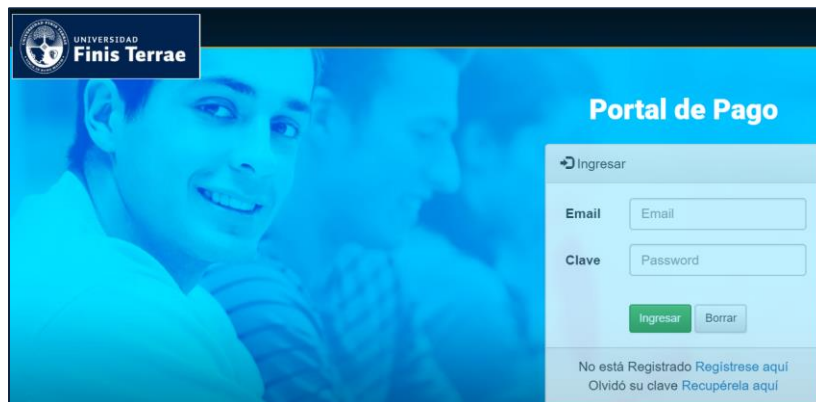 UNIVERSIDAD
Finis Terrae
Portal de Pago
Ingresar
Email Email
Clave Password
Ingresar Borrar
No está Registrado Regístrese aquí
Olvidó su clave Recupérela aquí